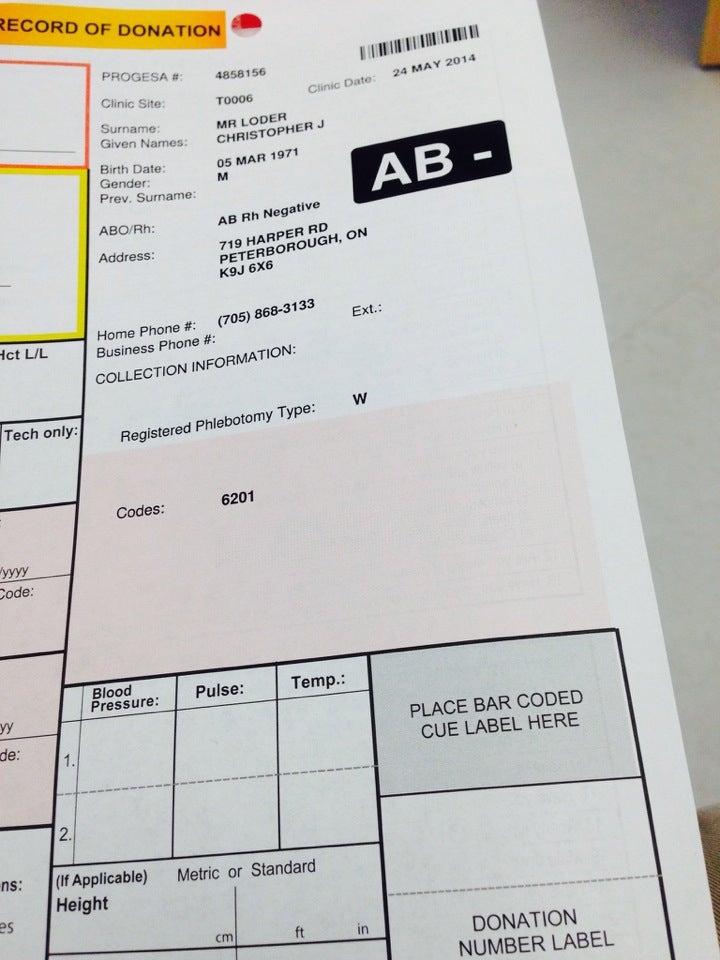 RECORD OF DONATION
PROGESA #: 4858156
Clinic Date: 24 MAY 2014
Clinic Site: T0006
Surname: MR LODER
Given Names: CHRISTOPHER J
Birth Date: 05 MAR 1971
Gender: M
Prev. Surname:
AB -
ABO/Rh: AB Rh Negative
Address: 719 HARPER RD
PETERBOROUGH, ON
K9J 6X6
Home Phone #: (705) 868-3133 Ext.:
Business Phone #:
COLLECTION INFORMATION:
Hct L/L
Registered Phlebotomy Type: W
Tech only:
Codes: 6201
/yyyy
Code:
Blood Pressure: Pulse: Temp.:
PLACE BAR CODED
CUE LABEL HERE
yy
de:
1.
2.
(If Applicable) Metric or Standard
Height
cm ft in
ns:
es
DONATION
NUMBER LABEL